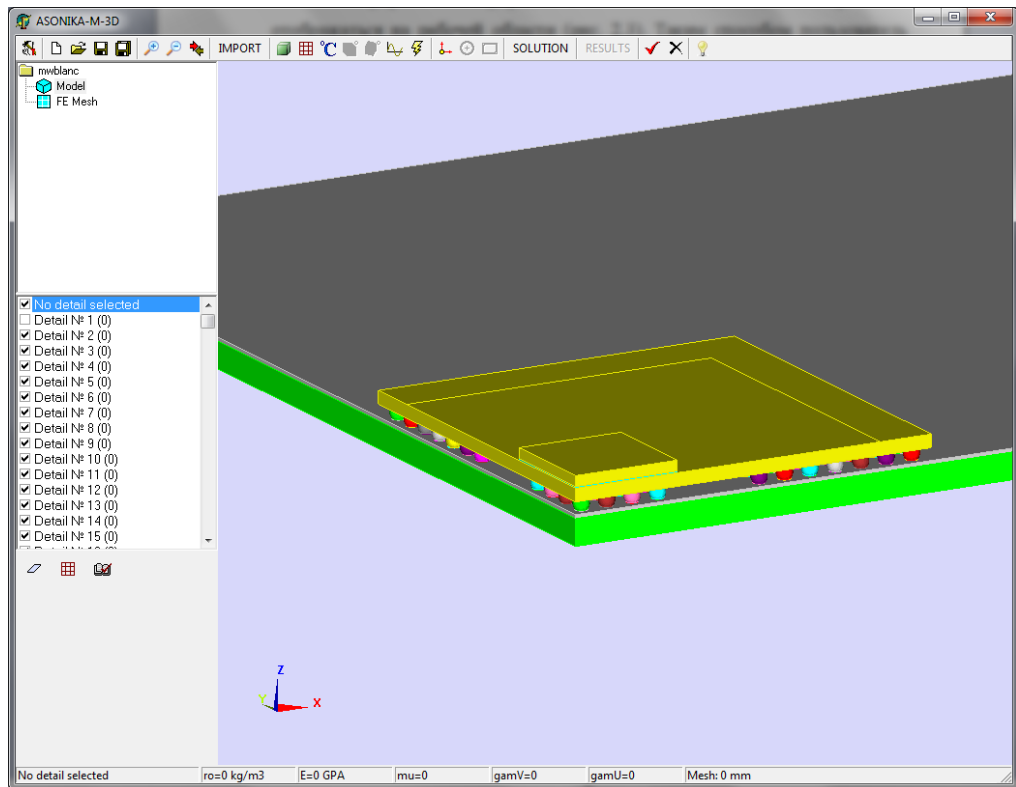 ASONIKA-M-3D
IMPORT °C SOLUTION RESULTS
mwblanc
Model
FE Mesh
No detail selected
Detail № 1 (0)
Detail № 2 (0)
Detail № 3 (0)
Detail № 4 (0)
Detail № 5 (0)
Detail № 6 (0)
Detail № 7 (0)
Detail № 8 (0)
Detail № 9 (0)
Detail № 10 (0)
Detail № 11 (0)
Detail № 12 (0)
Detail № 13 (0)
Detail № 14 (0)
Detail № 15 (0)
Z
Y
X
No detail selected ro=0 kg/m3 E=0 GPA mu=0 gamV=0 gamU=0 Mesh: 0 mm